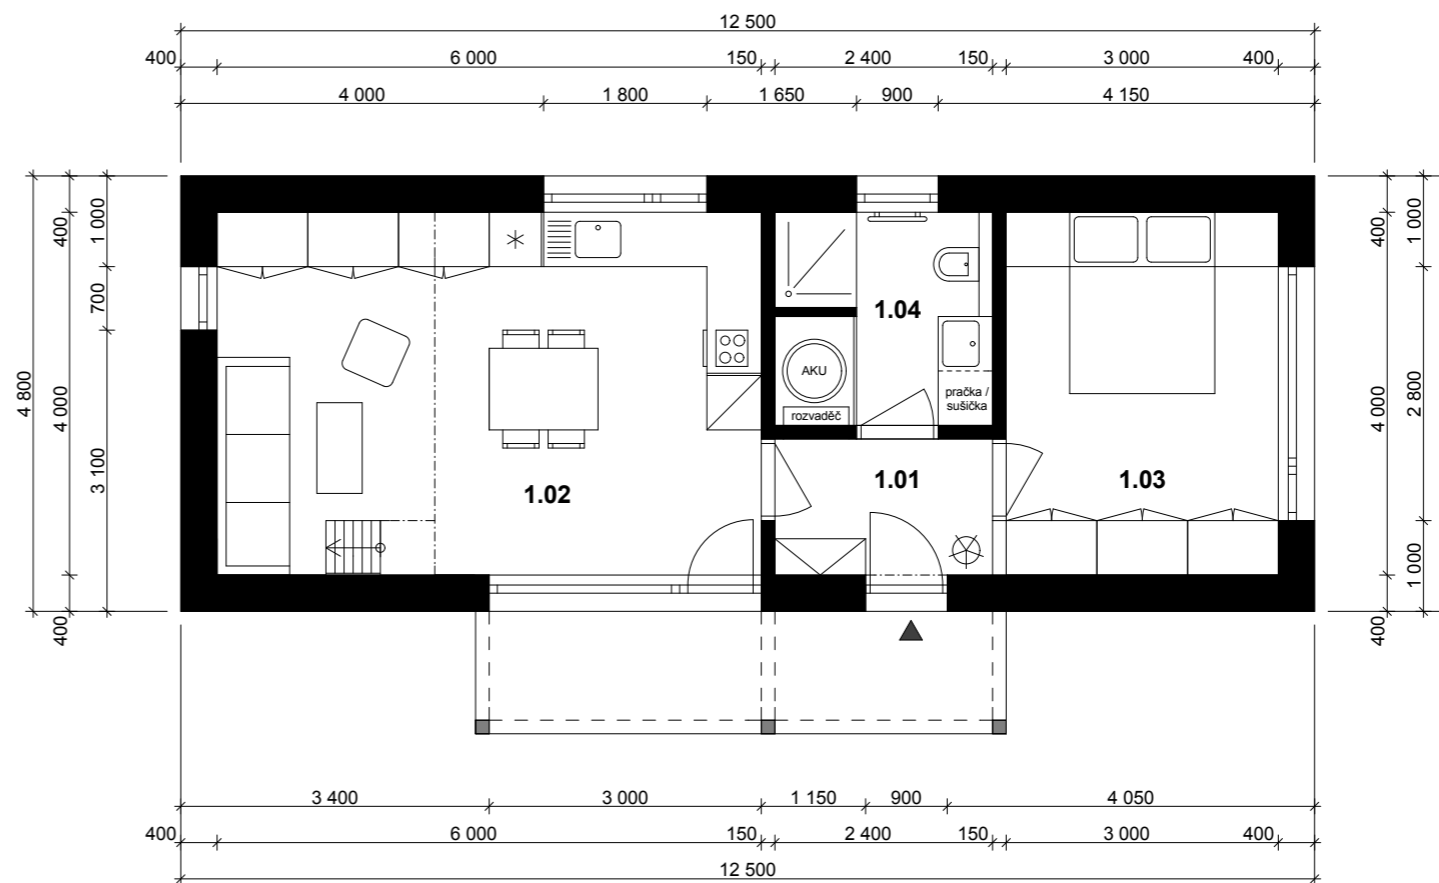 12 500
400 6 000 150 2 400 150 3 000 400
4 000 1 800 1 650 900 4 150
4 800
400 4 000 400
1 000 700 3 100
400 4 000 400
1 000 2 800 1 000
1.04
AKU
rozvaděč
pračka /
sušička
1.02
1.01
1.03
3 400 3 000 1 150 900 4 050
400 6 000 150 2 400 150 3 000 400
12 500